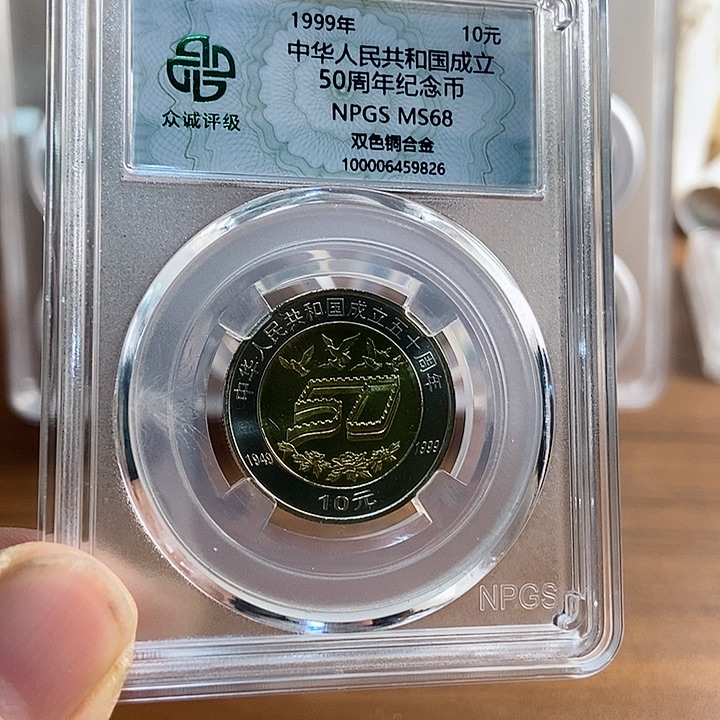 1999年 10元
中华人民共和国成立
50周年纪念币
NPGS MS68
双色铜合金
100006459826
众诚评级
中华人民共和国成立五十周年
50
1949 1999
10元
NPGS